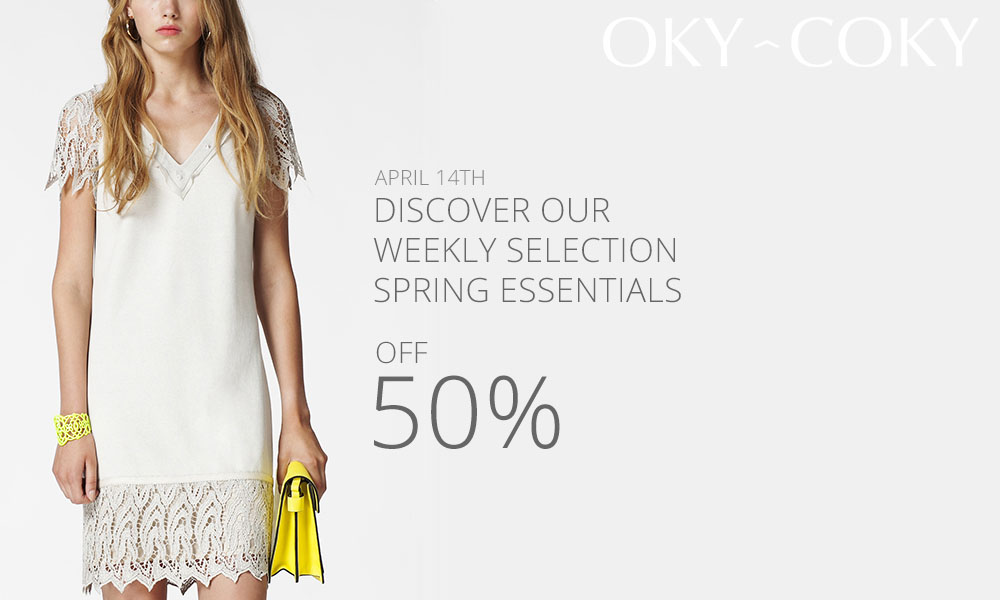 OKY-COKY
APRIL 14TH
DISCOVER OUR
WEEKLY SELECTION
SPRING ESSENTIALS
OFF
50%